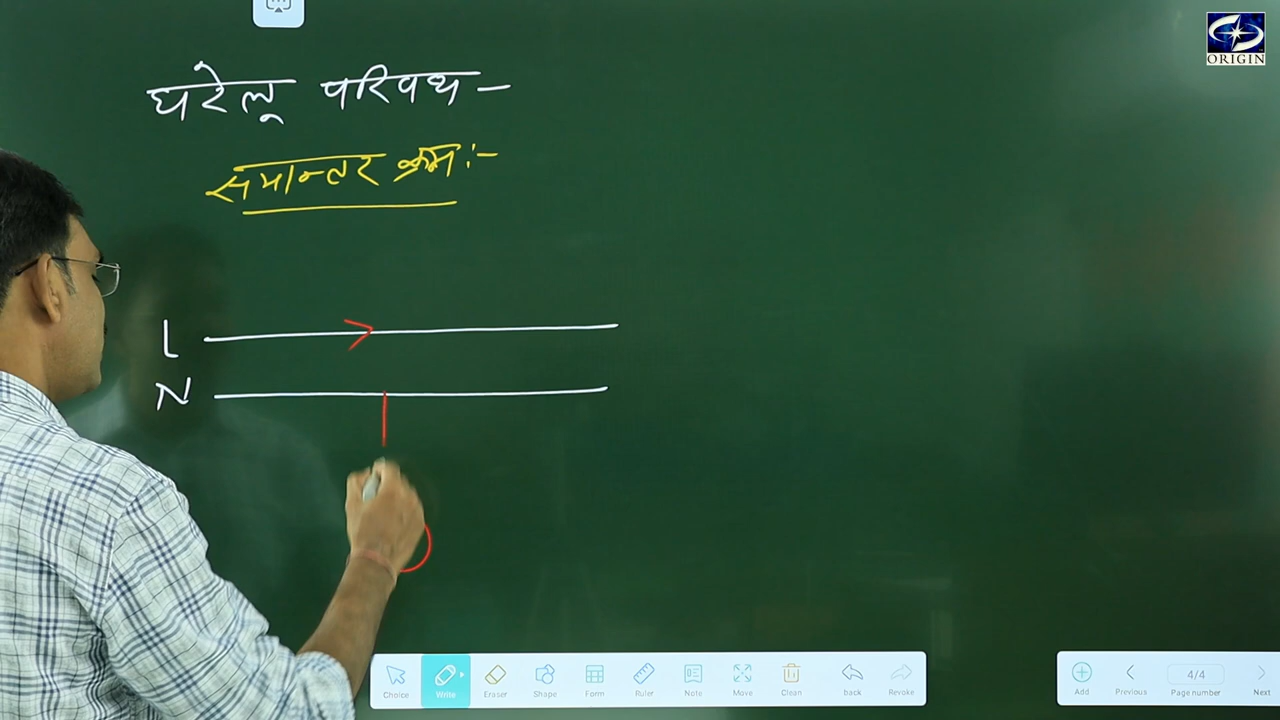 घरेलू परिपथ -
समान्तर क्रम :-
L
N
ORIGIN
Choice Write Eraser Shape Form Ruler Note Move Clean back Revoke
Add Previous 4/4 Page number Next